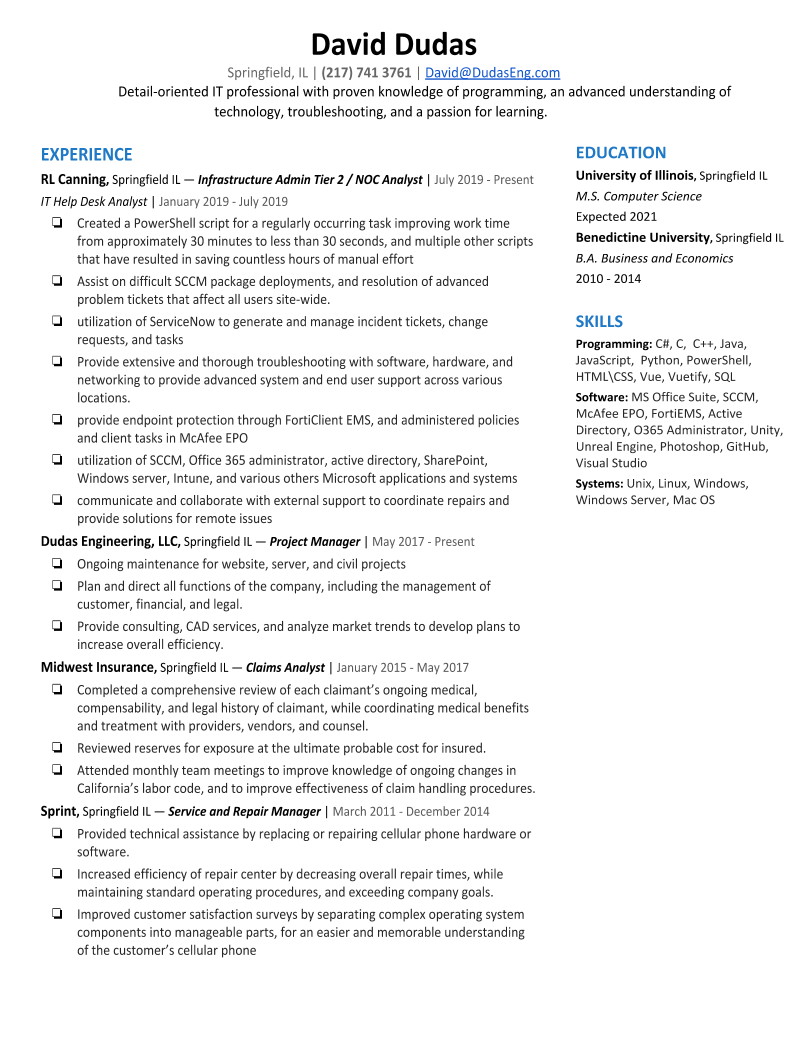 David Dudas
Springfield, IL | (217) 741 3761 | David@DudasEng.com
Detail-oriented IT professional with proven knowledge of programming, an advanced understanding of
technology, troubleshooting, and a passion for learning.
EXPERIENCE
RL Canning, Springfield IL — Infrastructure Admin Tier 2 / NOC Analyst | July 2019 - Present
IT Help Desk Analyst | January 2019 - July 2019
❏ Created a PowerShell script for a regularly occurring task improving work time
from approximately 30 minutes to less than 30 seconds, and multiple other scripts
that have resulted in saving countless hours of manual effort
❏ Assist on difficult SCCM package deployments, and resolution of advanced
problem tickets that affect all users site-wide.
❏ utilization of ServiceNow to generate and manage incident tickets, change
requests, and tasks
❏ Provide extensive and thorough troubleshooting with software, hardware, and
networking to provide advanced system and end user support across various
locations.
❏ provide endpoint protection through FortiClient EMS, and administered policies
and client tasks in McAfee EPO
❏ utilization of SCCM, Office 365 administrator, active directory, SharePoint,
Windows server, Intune, and various others Microsoft applications and systems
❏ communicate and collaborate with external support to coordinate repairs and
provide solutions for remote issues
Dudas Engineering, LLC, Springfield IL — Project Manager | May 2017 - Present
❏ Ongoing maintenance for website, server, and civil projects
❏ Plan and direct all functions of the company, including the management of
customer, financial, and legal.
❏ Provide consulting, CAD services, and analyze market trends to develop plans to
increase overall efficiency.
Midwest Insurance, Springfield IL — Claims Analyst | January 2015 - May 2017
❏ Completed a comprehensive review of each claimant’s ongoing medical,
compensability, and legal history of claimant, while coordinating medical benefits
and treatment with providers, vendors, and counsel.
❏ Reviewed reserves for exposure at the ultimate probable cost for insured.
❏ Attended monthly team meetings to improve knowledge of ongoing changes in
California’s labor code, and to improve effectiveness of claim handling procedures.
Sprint, Springfield IL — Service and Repair Manager | March 2011 - December 2014
❏ Provided technical assistance by replacing or repairing cellular phone hardware or
software.
❏ Increased efficiency of repair center by decreasing overall repair times, while
maintaining standard operating procedures, and exceeding company goals.
❏ Improved customer satisfaction surveys by separating complex operating system
components into manageable parts, for an easier and memorable understanding
of the customer’s cellular phone
EDUCATION
University of Illinois, Springfield IL
M.S. Computer Science
Expected 2021
Benedictine University, Springfield IL
B.A. Business and Economics
2010 - 2014
SKILLS
Programming: C#, C, C++, Java,
JavaScript, Python, PowerShell,
HTML\CSS, Vue, Vuetify, SQL
Software: MS Office Suite, SCCM,
McAfee EPO, FortiEMS, Active
Directory, O365 Administrator, Unity,
Unreal Engine, Photoshop, GitHub,
Visual Studio
Systems: Unix, Linux, Windows,
Windows Server, Mac OS